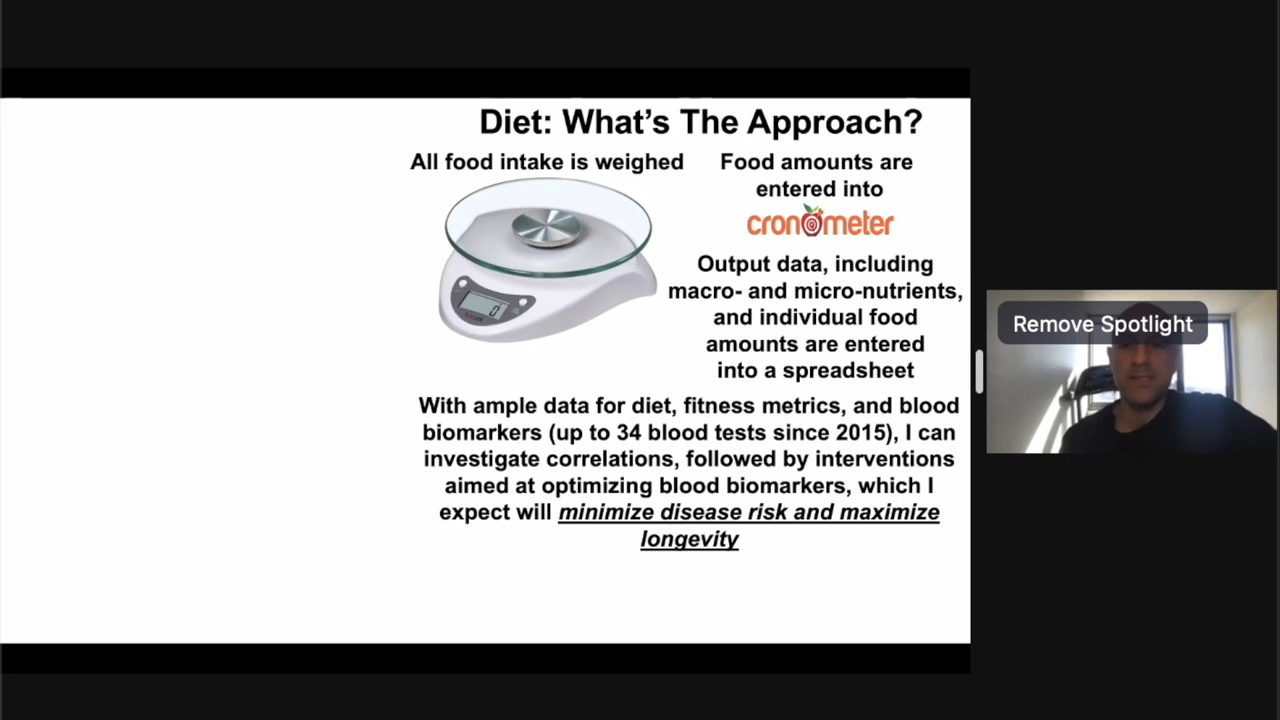 Diet: What's The Approach?
All food intake is weighed
Food amounts are
entered into
cronometer
Output data, including
macro- and micro-nutrients,
and individual food
amounts are entered
into a spreadsheet
0
With ample data for diet, fitness metrics, and blood
biomarkers (up to 34 blood tests since 2015), I can
investigate correlations, followed by interventions
aimed at optimizing blood biomarkers, which I
expect will minimize disease risk and maximize
longevity
Remove Spotlight